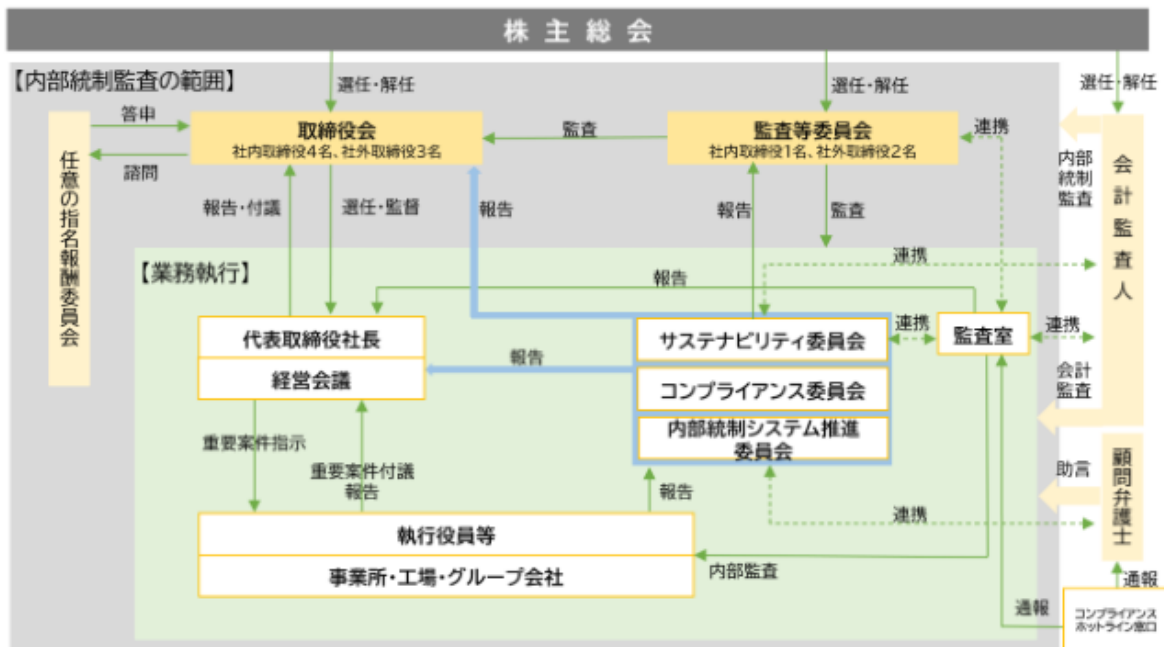 株主総会
【内部統制監査の範囲】
選任・解任
選任・解任
選任・解任
答申
諮問
任意の指名報酬委員会
取締役会
社内取締役4名、社外取締役3名
監査
監査等委員会
社内取締役1名、社外取締役2名
連携
内部
統制
監査
会計監査人
報告・付議
選任・監督
報告
報告
監査
【業務執行】
連携
報告
代表取締役社長
経営会議
報告
サステナビリティ委員会
コンプライアンス委員会
内部統制システム推進
委員会
連携
監査室
連携
会計
監査
重要案件指示
重要案件付議
報告
報告
連携
助言
顧問弁護士
執行役員等
事業所・工場・グループ会社
内部監査
通報
通報
コンプライアンス
ホットライン窓口